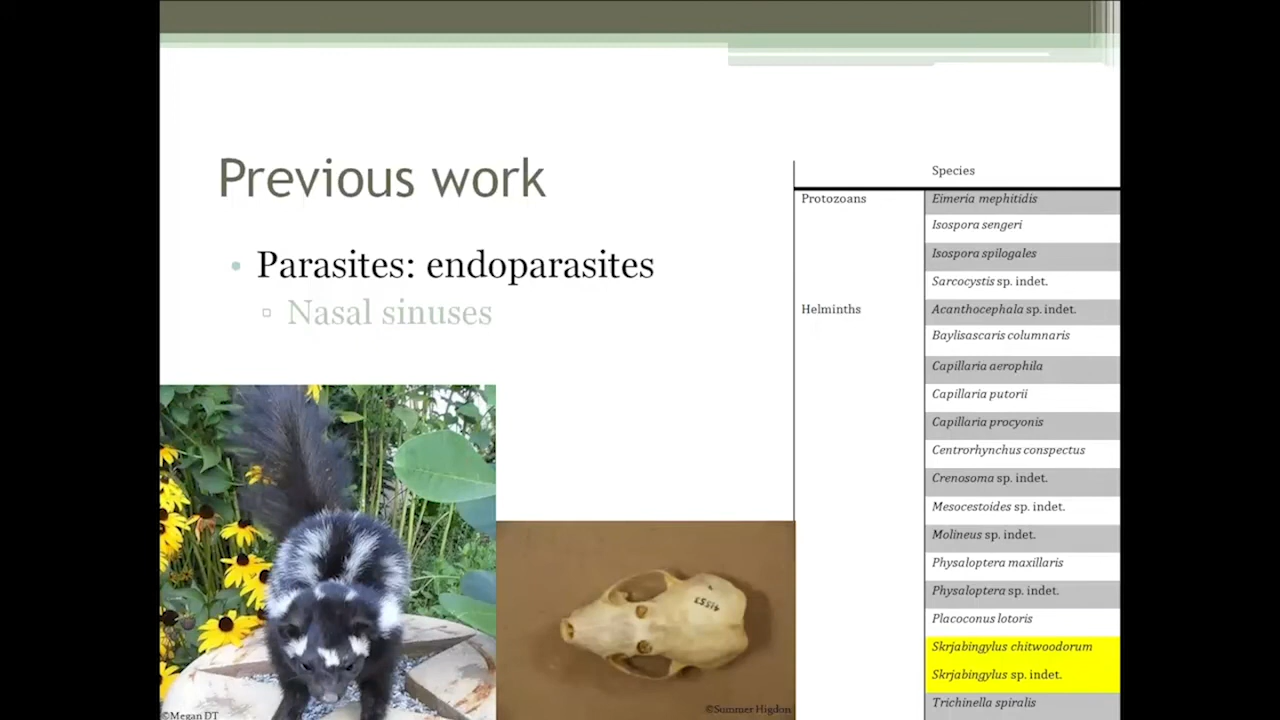 Previous work
Parasites: endoparasites
Nasal sinuses
Species
Protozoans
Eimeria mephitidis
Isospora sengeri
Isospora spilogales
Sarcocystis sp. indet.
Helminths
Acanthocephala sp. indet.
Baylisascaris columnaris
Capillaria aerophila
Capillaria putorii
Capillaria procyonis
Centrorhynchus conspectus
Crenosoma sp. indet.
Mesocestoides sp. indet.
Molineus sp. indet.
Physaloptera maxillaris
Physaloptera sp. indet.
Placoconus lotoris
Skrjabingylus chitwoodorum
Skrjabingylus sp. indet.
Trichinella spiralis
©Megan DT
©Summer Higdon